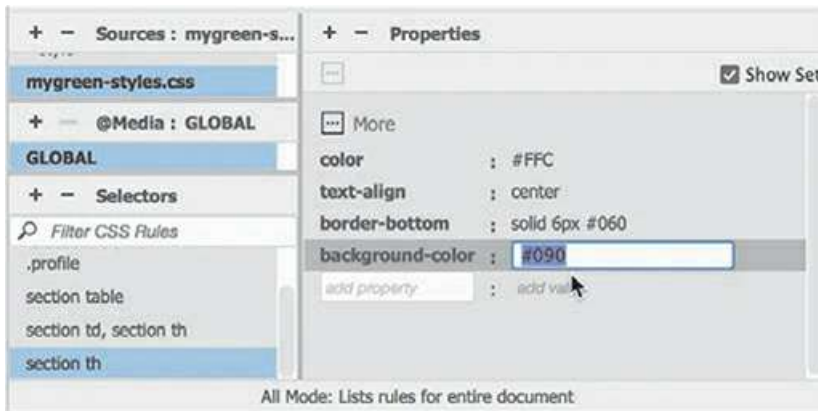 + - Sources : mygreen-s...
mygreen-styles.css
+ - @Media : GLOBAL
GLOBAL
+ - Selectors
Filter CSS Rules
.profile
section table
section td, section th
section th
+ - Properties
Show Set
More
color : #FFC
text-align : center
border-bottom : solid 6px #060
background-color : #090
add property : add
All Mode: Lists rules for entire document